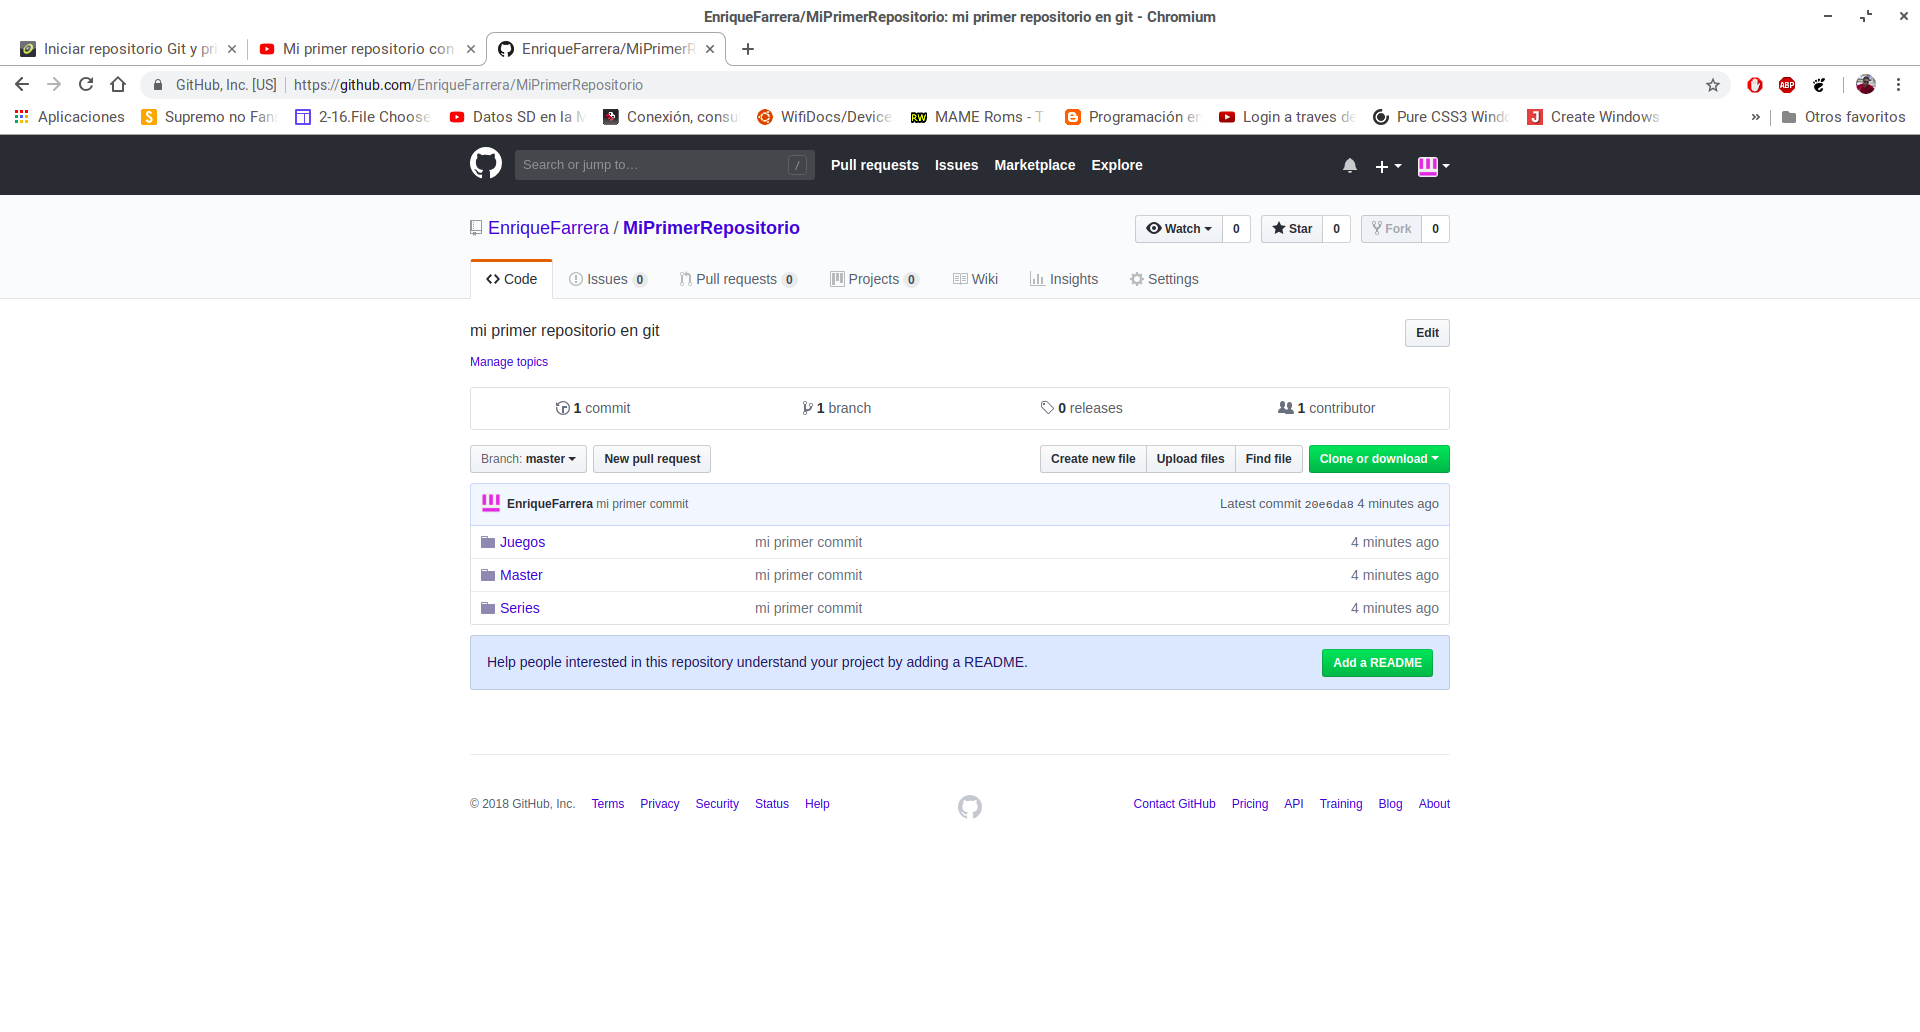 EnriqueFarrera/MiPrimerRepositorio: mi primer repositorio en git - Chromium
Iniciar repositorio Git y pri
Mi primer repositorio con
EnriqueFarrera/MiPrimerR
GitHub, Inc. [US] https://github.com/EnriqueFarrera/MiPrimerRepositorio
ABP
Aplicaciones Supremo no Fan 2-16.File Choose Datos SD en la M Conexión, consu WifiDocs/Device RW MAME Roms - T Programación en Login a traves de Pure CSS3 Windo Create Windows » Otros favoritos
Search or jump to… / Pull requests Issues Marketplace Explore
EnriqueFarrera / MiPrimerRepositorio Watch 0 Star 0 Fork 0
Code Issues 0 Pull requests 0 Projects 0 Wiki Insights Settings
mi primer repositorio en git Edit
Manage topics
1 commit 1 branch 0 releases 1 contributor
Branch: master New pull request Create new file Upload files Find file Clone or download
EnriqueFarrera mi primer commit Latest commit 20e6da8 4 minutes ago
Juegos mi primer commit 4 minutes ago
Master mi primer commit 4 minutes ago
Series mi primer commit 4 minutes ago
Help people interested in this repository understand your project by adding a README. Add a README
© 2018 GitHub, Inc. Terms Privacy Security Status Help Contact GitHub Pricing API Training Blog About